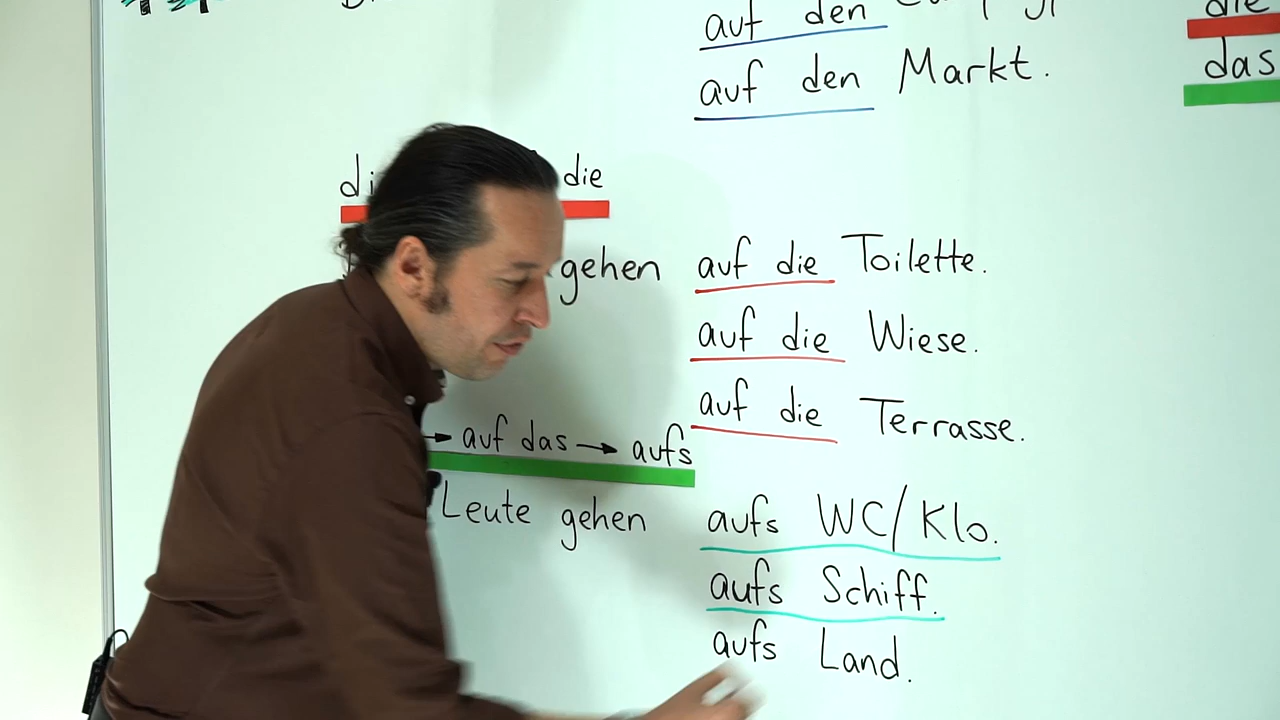 auf den
die
auf den Markt.
das
die
gehen auf die Toilette.
auf die Wiese.
auf die Terrasse.
→ auf das → aufs
Leute gehen aufs WC/Klo.
aufs Schiff.
aufs Land.